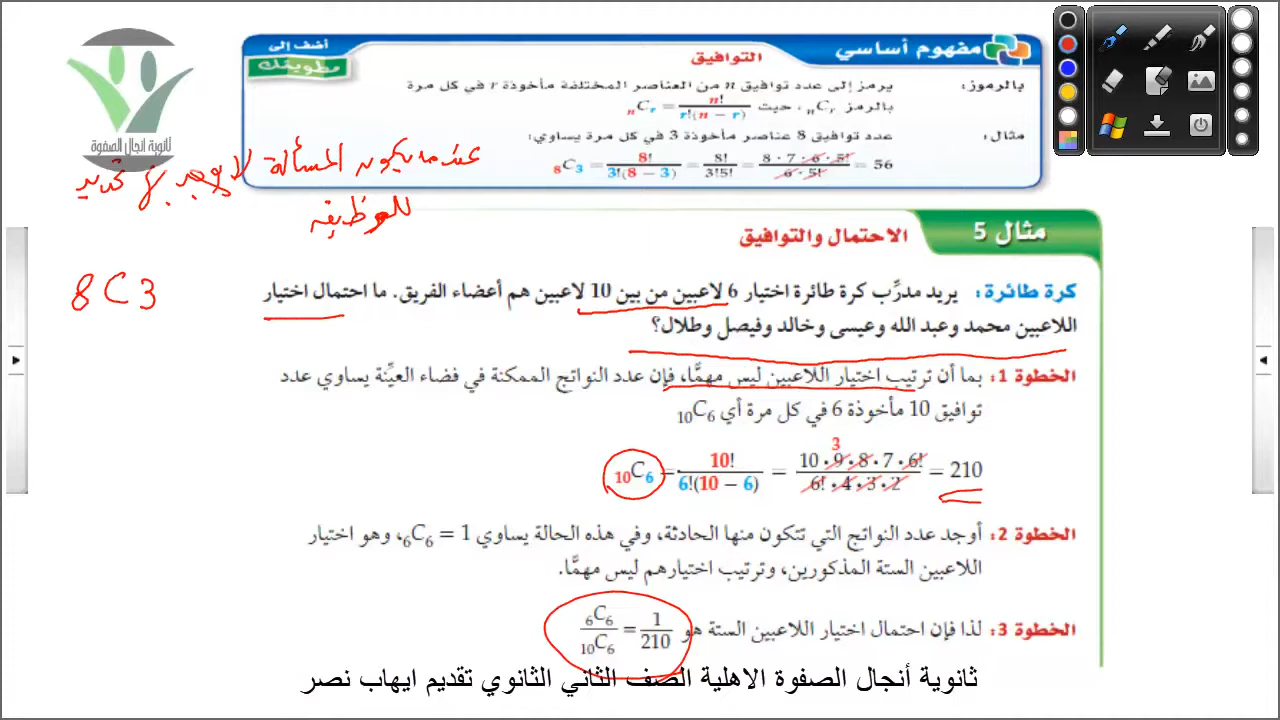 مفهوم أساسي
التوافيق
أضف إلى
مطويتك
بالرموز: يرمز إلى عدد توافيق n من العناصر المختلفة مأخوذة r في كل مرة
بالرمز nCr ، حيث nCr = n! / r!(n − r)
مثال: عدد توافيق 8 عناصر مأخوذة 3 في كل مرة يساوي:
8C3 = 8! / 3!(8 − 3) = 8! / 3!5! = 8 · 7 · 6 · 5! / 6 · 5! = 56
ثانوية أنجال الصفوة
عندما يكون المسألة لا يوجد بها تحديد
للوظيفه
8C3
مثال 5
الاحتمال والتوافيق
كرة طائرة: يريد مدرِّب كرة طائرة اختيار 6 لاعبين من بين 10 لاعبين هم أعضاء الفريق. ما احتمال اختيار
اللاعبين محمد وعبد الله وعيسى وخالد وفيصل وطلال؟
الخطوة 1: بما أن ترتيب اختيار اللاعبين ليس مهمًّا، فإن عدد النواتج الممكنة في فضاء العيِّنة يساوي عدد
توافيق 10 مأخوذة 6 في كل مرة أي 10C6
10C6 = 10! / 6!(10 − 6) = 10 · 9 · 8 · 7 · 6! / 6! · 4 · 3 · 2 = 210
3
الخطوة 2: أوجد عدد النواتج التي تتكون منها الحادثة، وفي هذه الحالة يساوي 6C6 = 1، وهو اختيار
اللاعبين الستة المذكورين، وترتيب اختيارهم ليس مهمًّا.
الخطوة 3: لذا فإن احتمال اختيار اللاعبين الستة هو 6C6 / 10C6 = 1 / 210
ثانوية أنجال الصفوة الاهلية الصف الثاني الثانوي تقديم ايهاب نصر